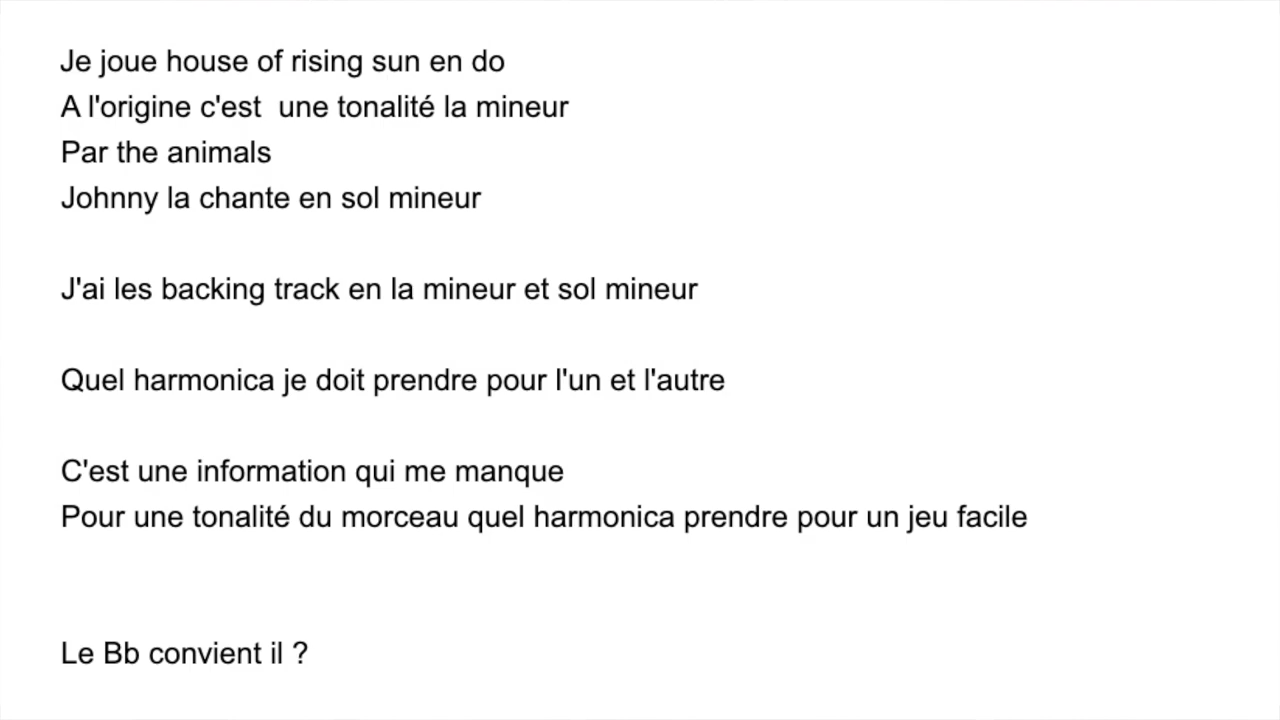 Je joue house of rising sun en do
A l'origine c'est  une tonalité la mineur
Par the animals
Johnny la chante en sol mineur
J'ai les backing track en la mineur et sol mineur
Quel harmonica je doit prendre pour l'un et l'autre
C'est une information qui me manque
Pour une tonalité du morceau quel harmonica prendre pour un jeu facile
Le Bb convient il ?